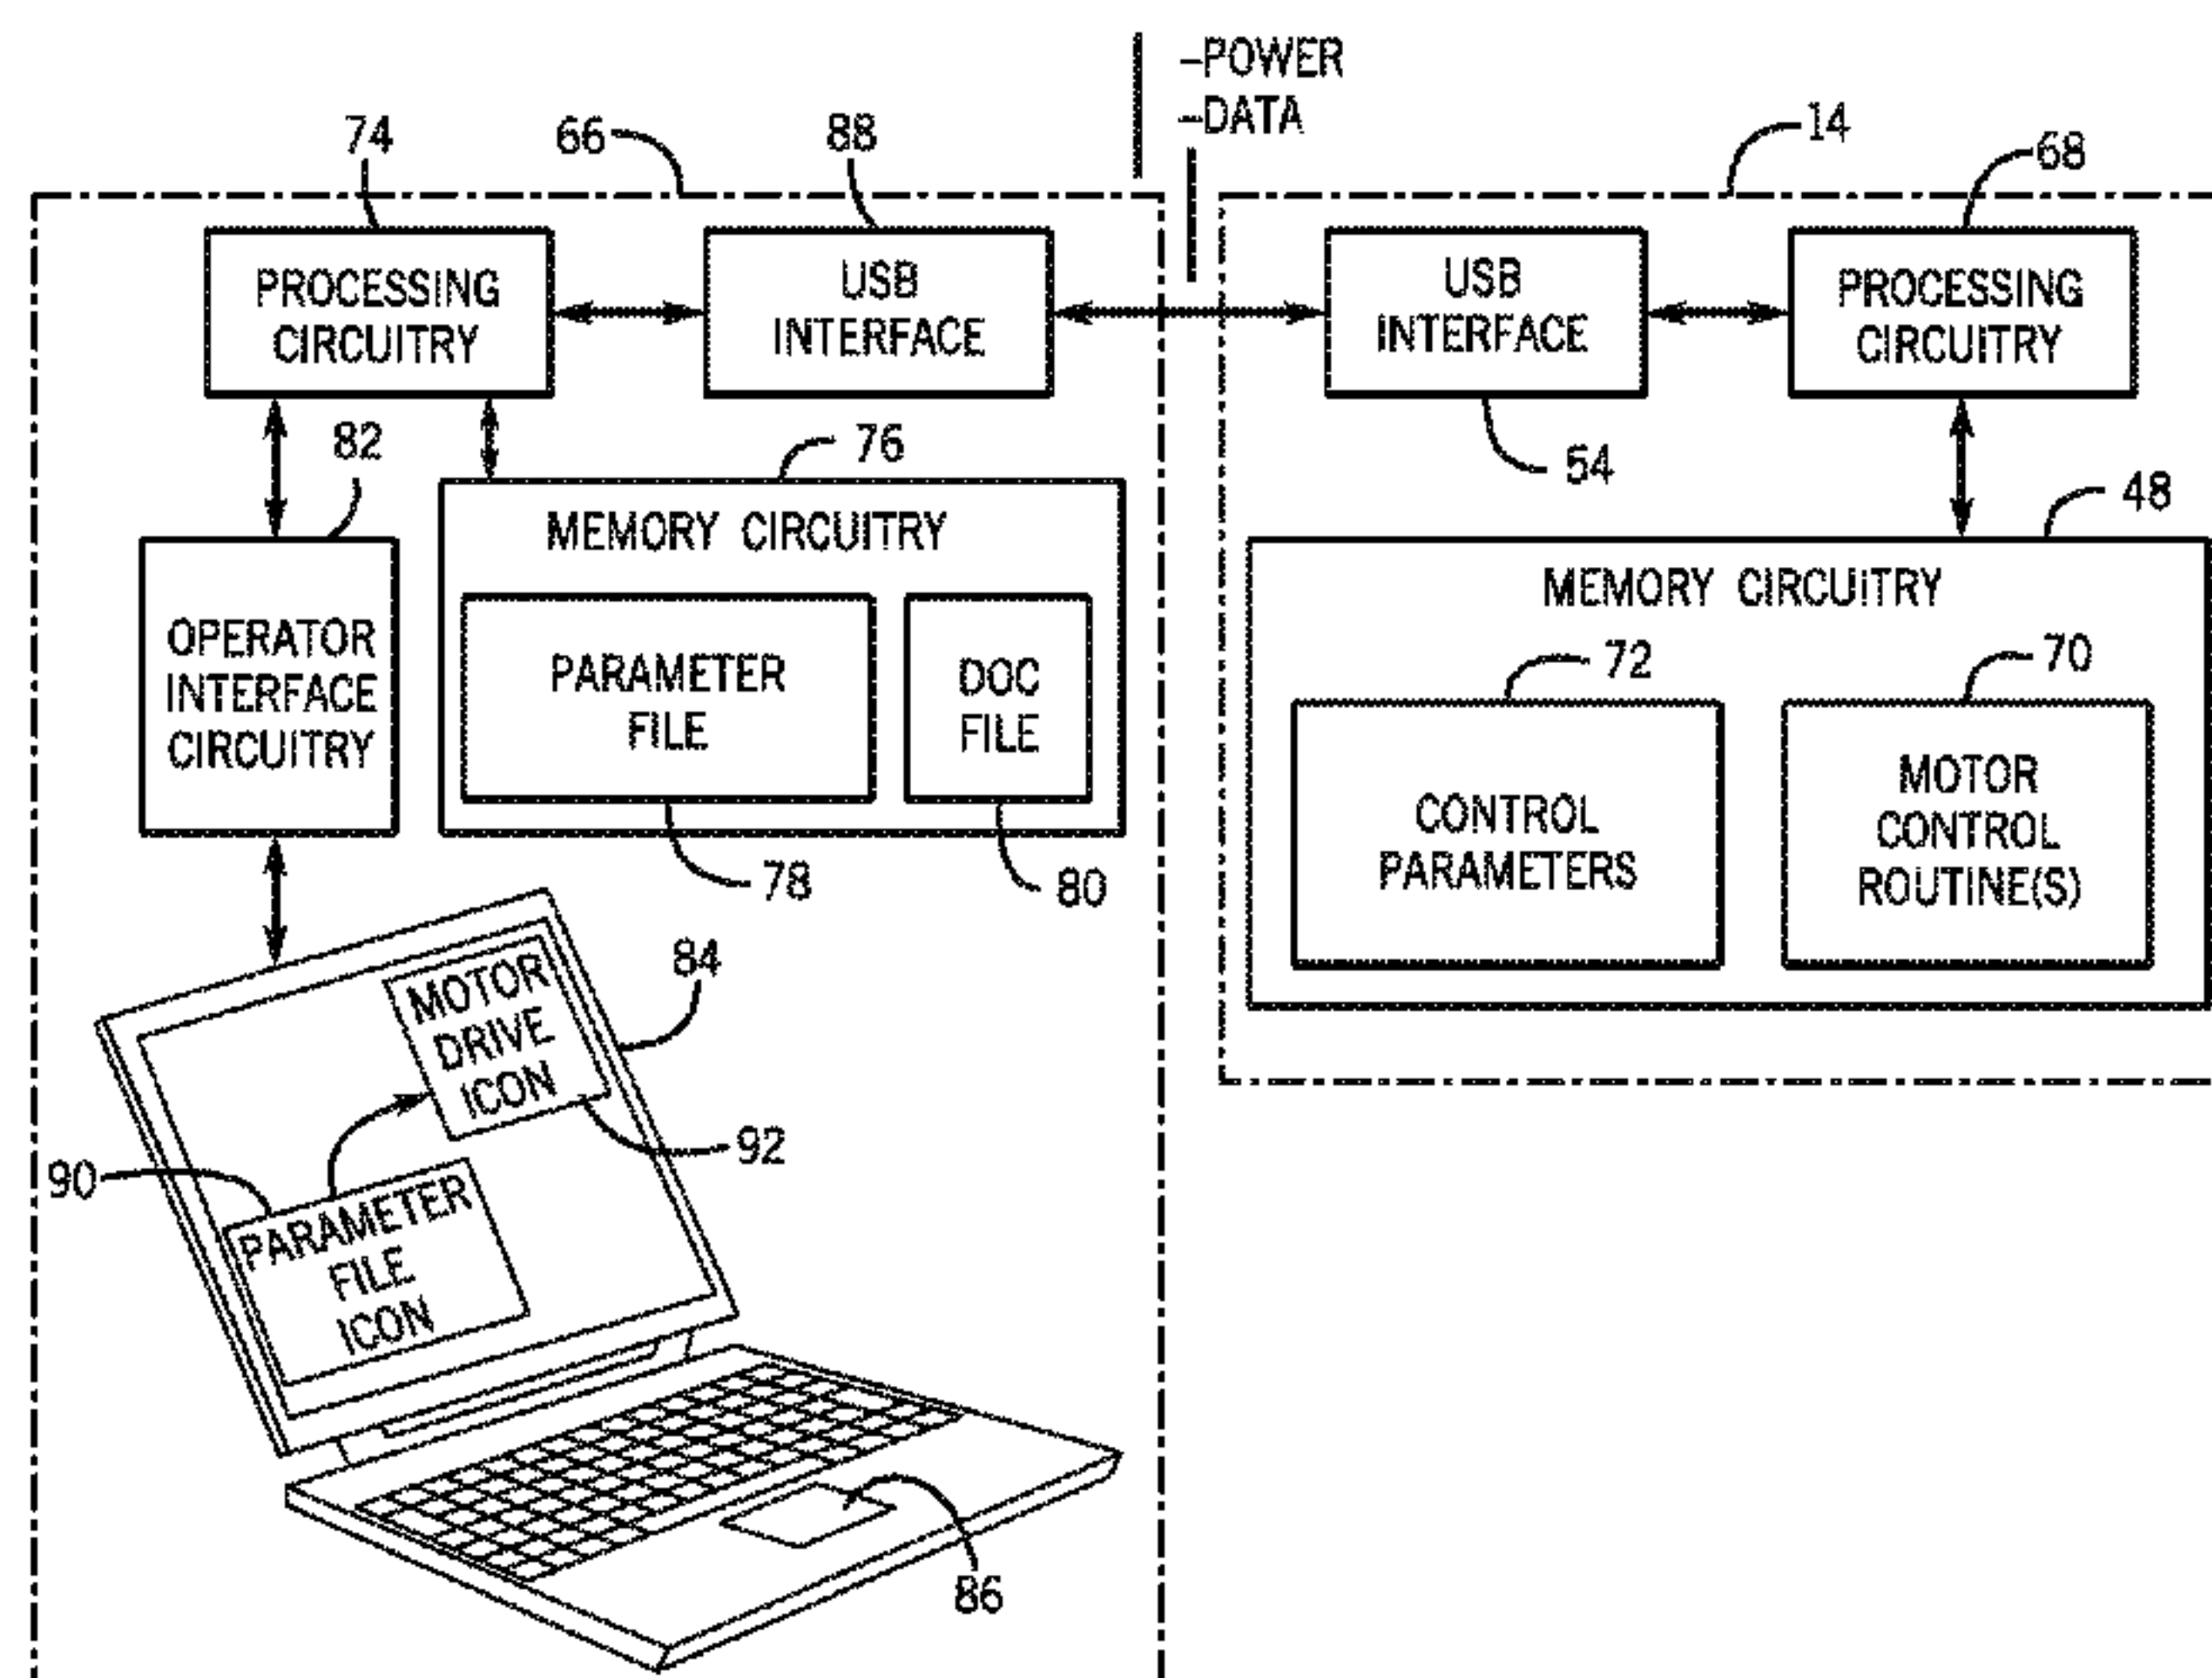 -POWER
-DATA
74
66
88
14
68
PROCESSING
CIRCUITRY
USB
INTERFACE
USB
INTERFACE
PROCESSING
CIRCUITRY
82
76
54
48
MEMORY CIRCUITRY
OPERATOR
INTERFACE
CIRCUITRY
PARAMETER
FILE
DOC
FILE
78
80
MEMORY CIRCUITRY
72
70
CONTROL
PARAMETERS
MOTOR
CONTROL
ROUTINE(S)
MOTOR
DRIVE
ICON
84
92
90
PARAMETER
FILE
ICON
86